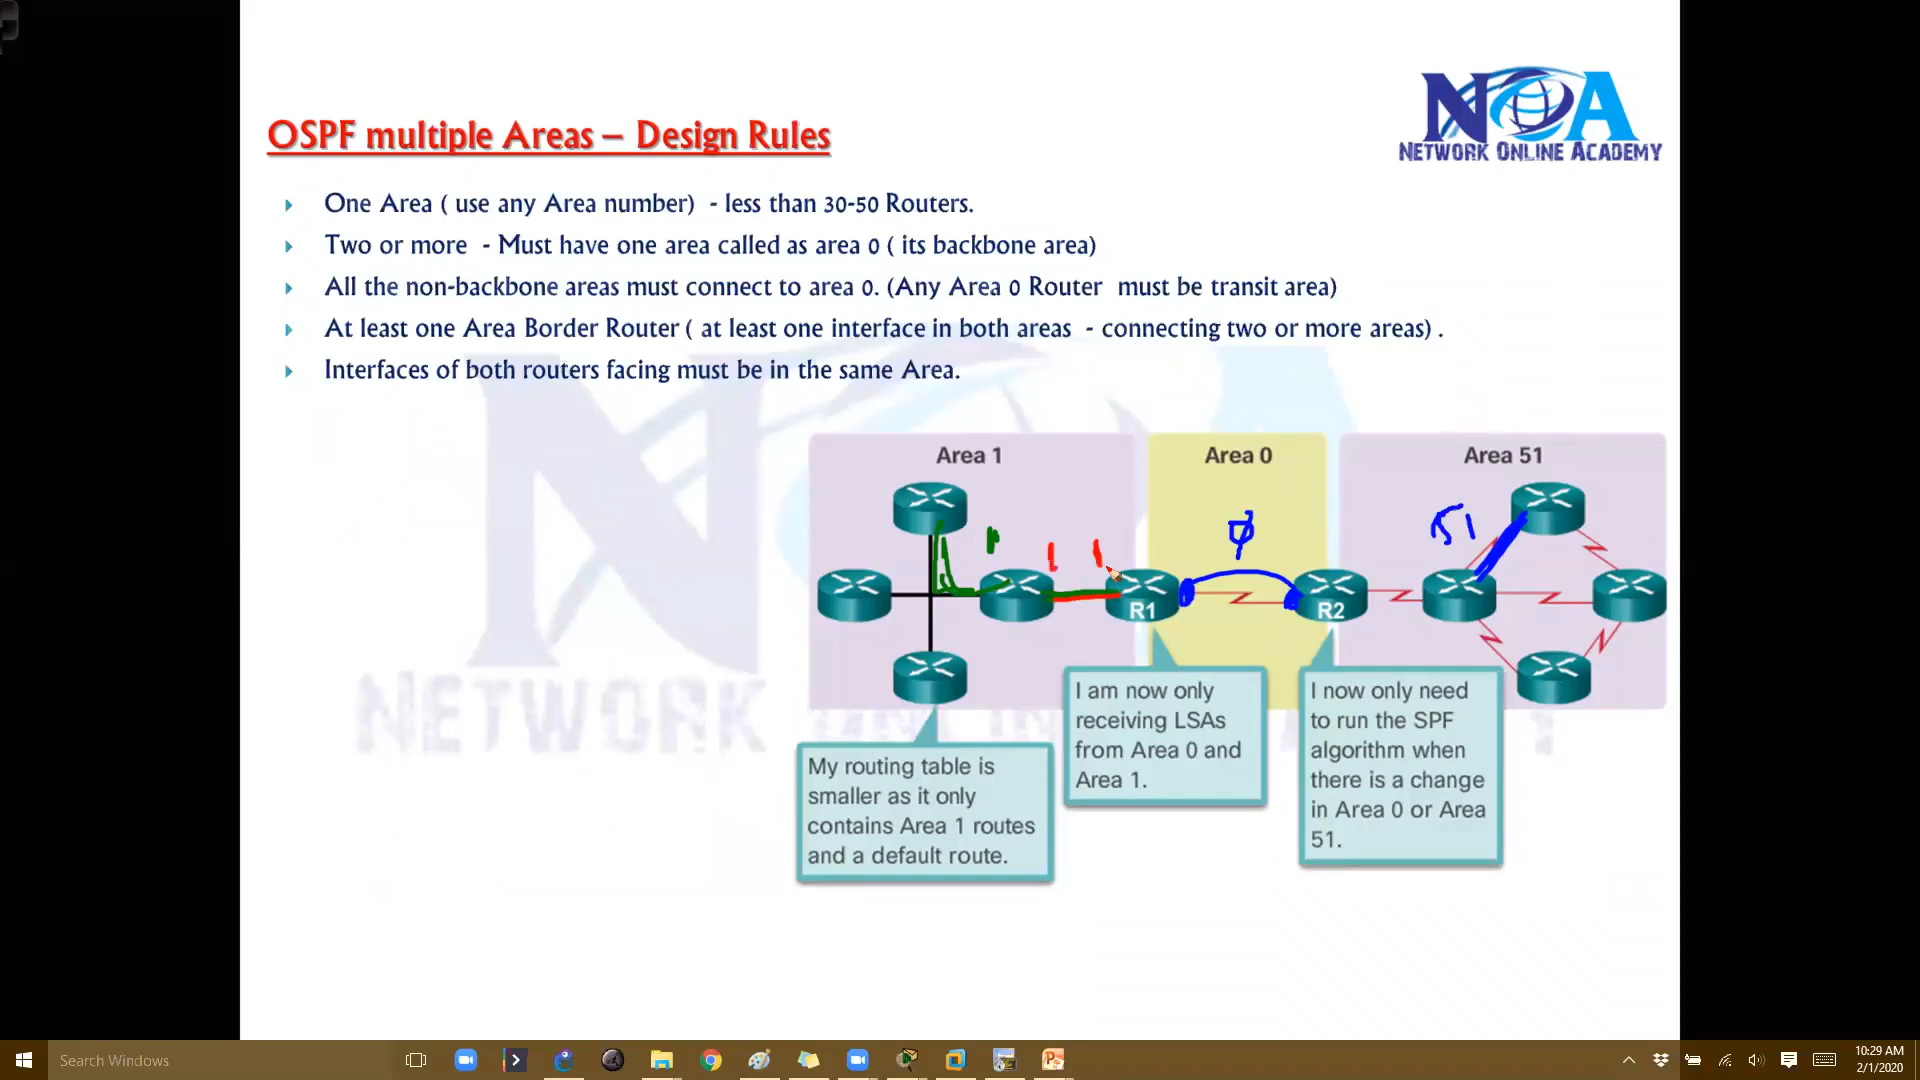 NOA
NETWORK ONLINE ACADEMY
OSPF multiple Areas – Design Rules
One Area ( use any Area number)  - less than 30-50 Routers.
Two or more  - Must have one area called as area 0 ( its backbone area)
All the non-backbone areas must connect to area 0. (Any Area 0 Router  must be transit area)
At least one Area Border Router ( at least one interface in both areas  - connecting two or more areas) .
Interfaces of both routers facing must be in the same Area.
Area 1
Area 0
Area 51
1
1
1
0
51
R1
R2
I am now only
receiving LSAs
from Area 0 and
Area 1.
I now only need
to run the SPF
algorithm when
there is a change
in Area 0 or Area
51.
My routing table is
smaller as it only
contains Area 1 routes
and a default route.
NETWORK
Search Windows
10:29 AM
2/1/2020